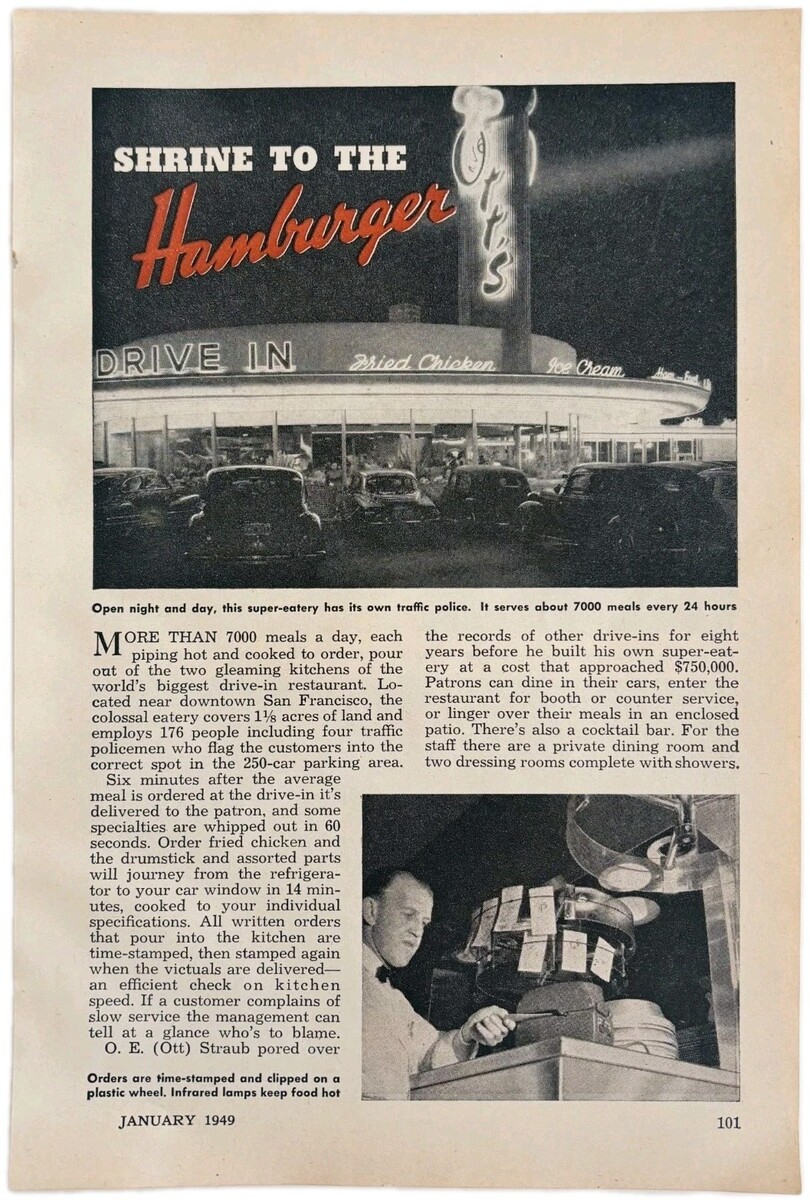 SHRINE TO THE
Hamburger
Ott's
DRIVE IN
Fried Chicken
Ice Cream
Open night and day, this super-eatery has its own traffic police. It serves about 7000 meals every 24 hours
MORE THAN 7000 meals a day, each
piping hot and cooked to order, pour
out of the two gleaming kitchens of the
world's biggest drive-in restaurant. Lo-
cated near downtown San Francisco, the
colossal eatery covers 1⅛ acres of land and
employs 176 people including four traffic
policemen who flag the customers into the
correct spot in the 250-car parking area.
Six minutes after the average
meal is ordered at the drive-in it's
delivered to the patron, and some
specialties are whipped out in 60
seconds. Order fried chicken and
the drumstick and assorted parts
will journey from the refrigera-
tor to your car window in 14 min-
utes, cooked to your individual
specifications. All written orders
that pour into the kitchen are
time-stamped, then stamped again
when the victuals are delivered—
an efficient check on kitchen
speed. If a customer complains of
slow service the management can
tell at a glance who's to blame.
O. E. (Ott) Straub pored over
the records of other drive-ins for eight
years before he built his own super-eat-
ery at a cost that approached $750,000.
Patrons can dine in their cars, enter the
restaurant for booth or counter service,
or linger over their meals in an enclosed
patio. There's also a cocktail bar. For the
staff there are a private dining room and
two dressing rooms complete with showers.
Orders are time-stamped and clipped on a
plastic wheel. Infrared lamps keep food hot
JANUARY 1949
101